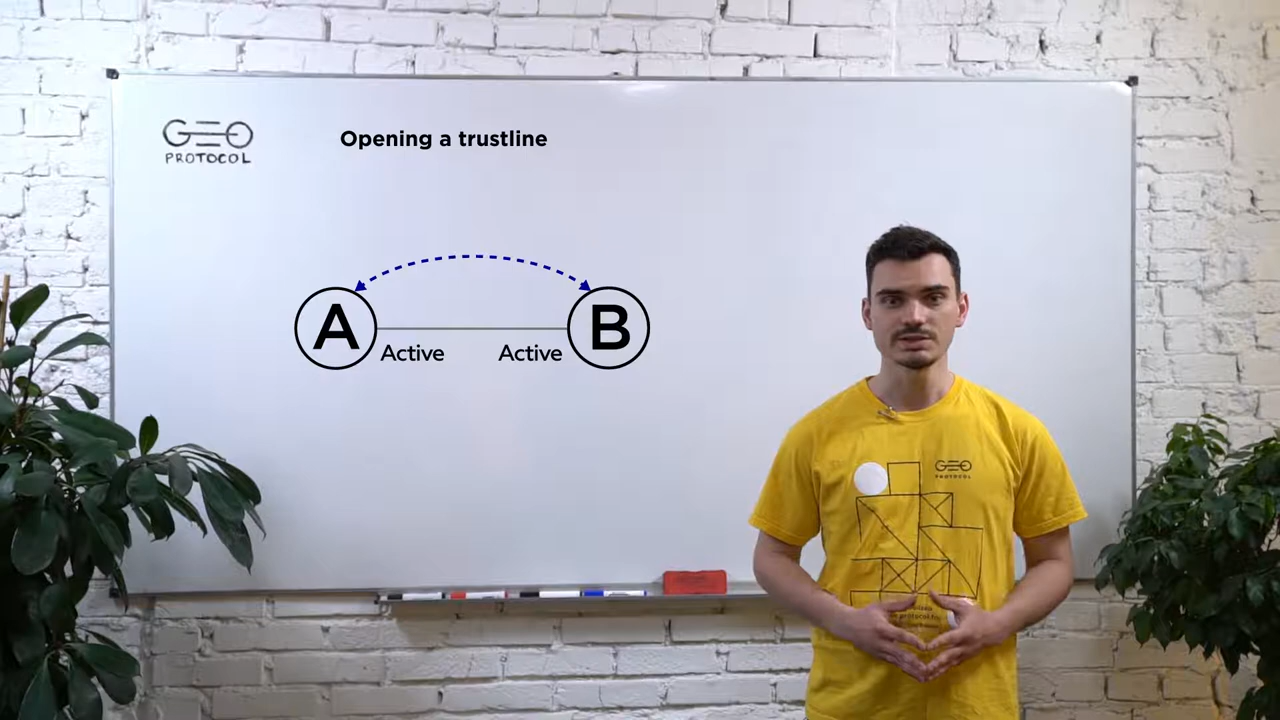 GEO
PROTOCOL
Opening a trustline
A
B
Active
Active
GEO
PROTOCOL